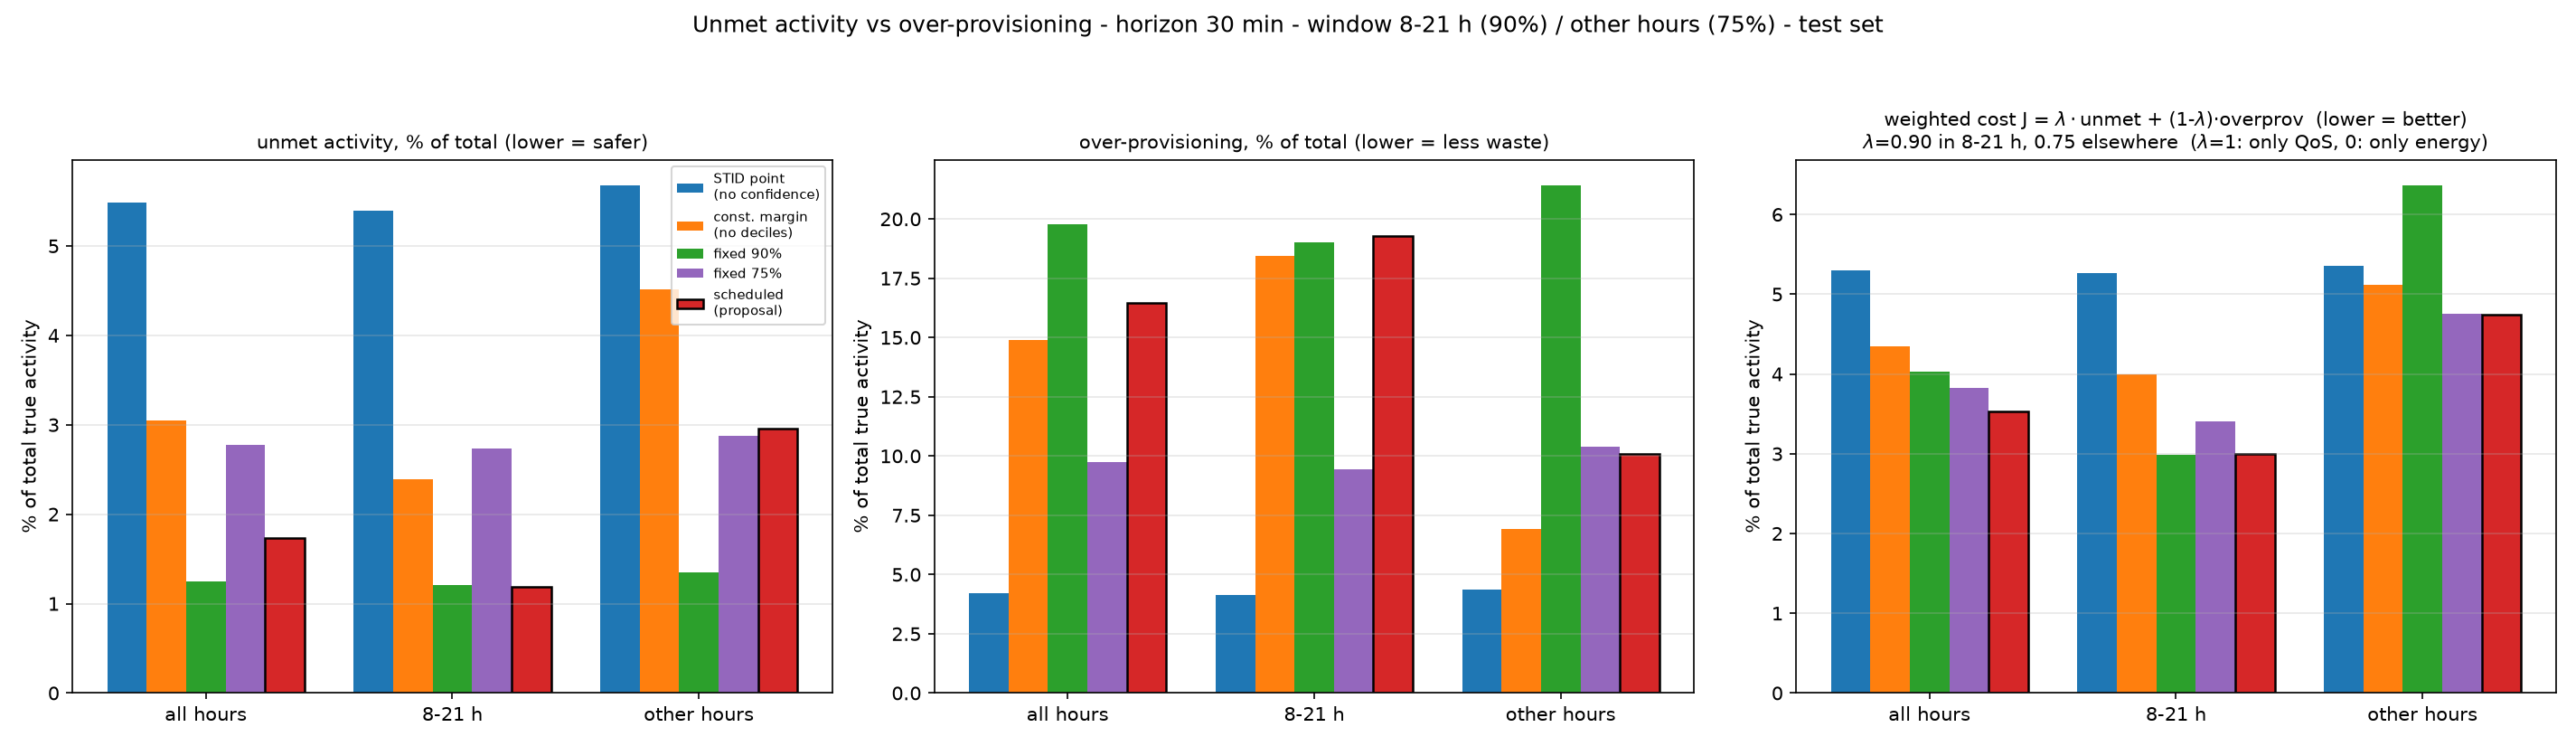 Unmet activity vs over-provisioning - horizon 30 min - window 8-21 h (90%) / other hours (75%) - test set
unmet activity, % of total (lower = safer)
% of total true activity
5
4
3
2
1
0
all hours
8-21 h
other hours
STID point
(no confidence)
const. margin
(no deciles)
fixed 90%
fixed 75%
scheduled
(proposal)
over-provisioning, % of total (lower = less waste)
% of total true activity
20.0
17.5
15.0
12.5
10.0
7.5
5.0
2.5
0.0
all hours
8-21 h
other hours
weighted cost J = λ · unmet + (1-λ)·overprov (lower = better)
λ=0.90 in 8-21 h, 0.75 elsewhere (λ=1: only QoS, 0: only energy)
% of total true activity
6
5
4
3
2
1
0
all hours
8-21 h
other hours